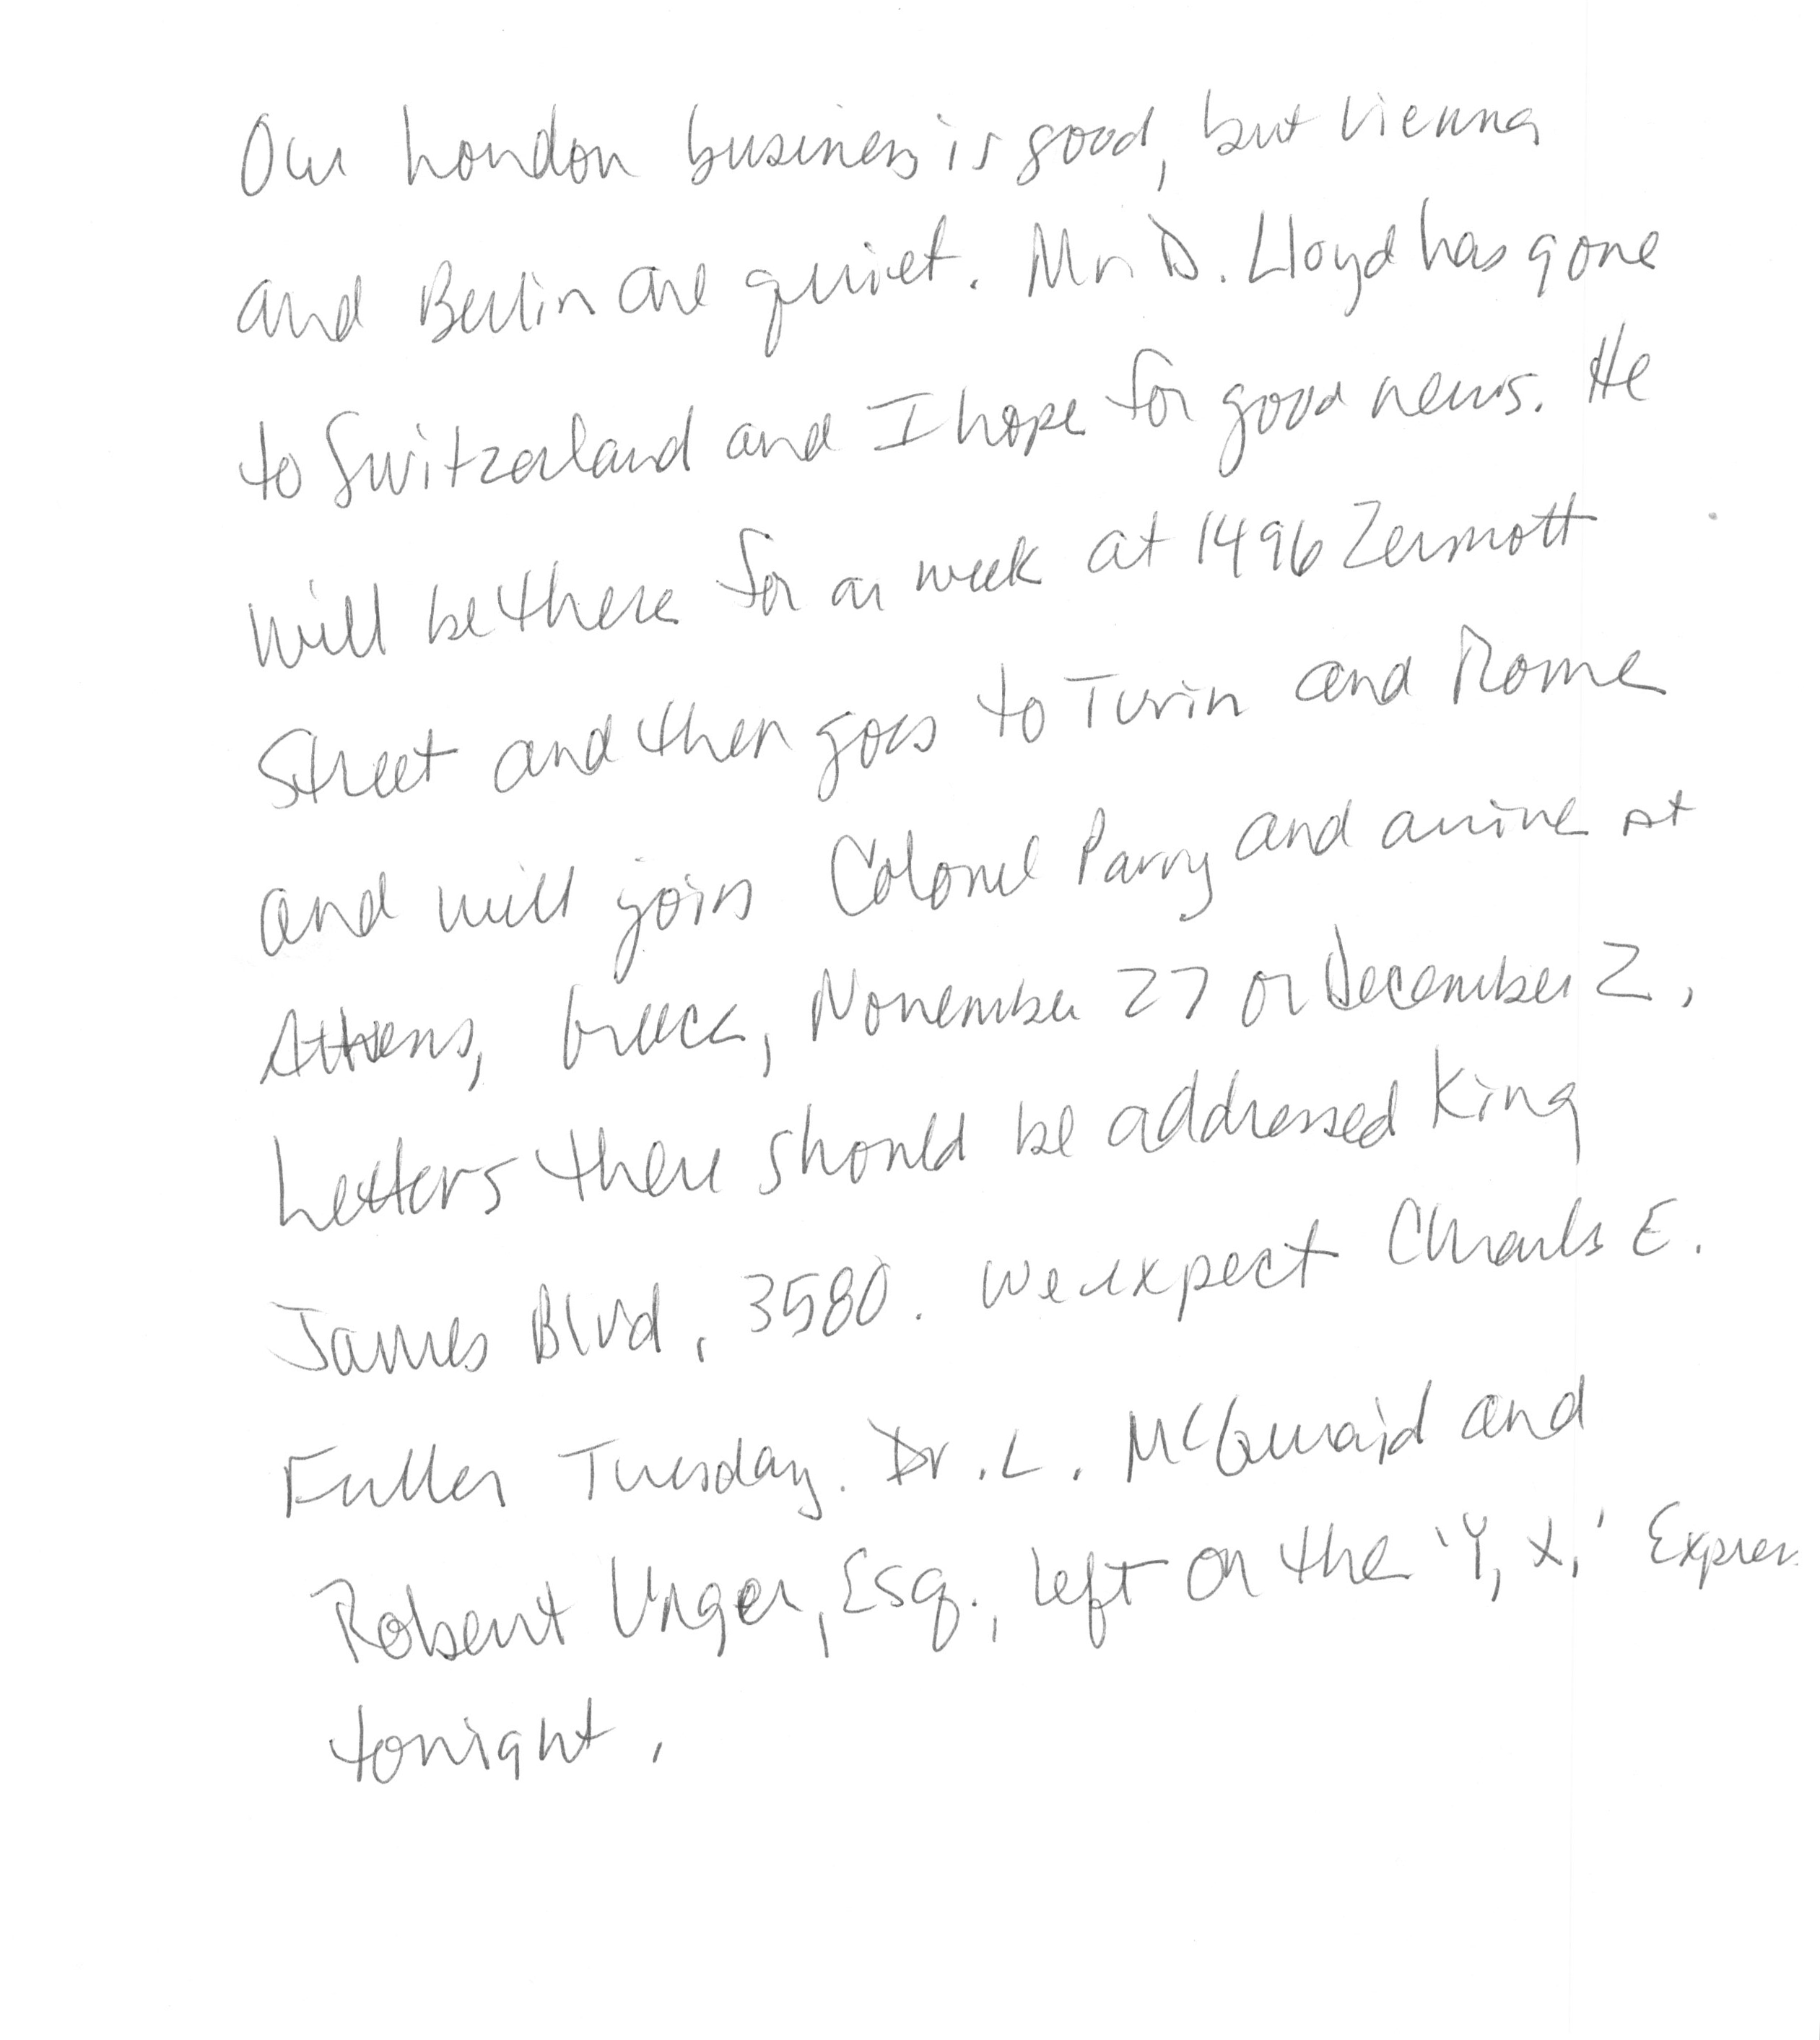 Our London business is good, but Vienna
and Berlin are quiet. Mr. D. Lloyd has gone
to Switzerland and I hope for good news. He
will be there for a week at 1496 Zermott
Street and then goes to Turin and Rome
and will join Colonel Parry and arrive at
Athens, Greece, November 27 or December 2.
Letters there should be addressed King
James Blvd, 3580. We expect Charles E.
Fuller Tuesday. Dr. L. McQuaid and
Robert Unger, Esq., left on the 'Y, X,' Express
tonight.